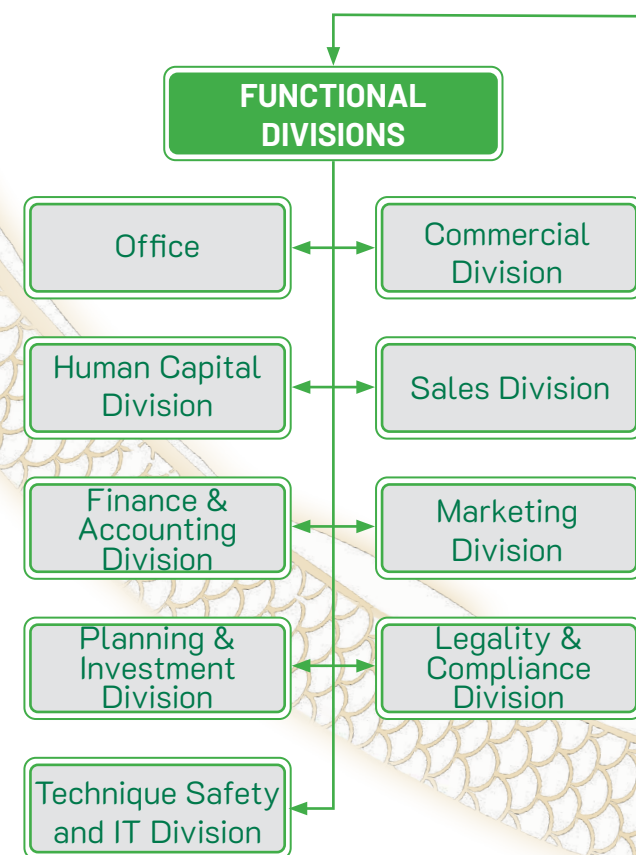 FUNCTIONAL
DIVISIONS
Office
Commercial
Division
Human Capital
Division
Sales Division
Finance &
Accounting
Division
Marketing
Division
Planning &
Investment
Division
Legality &
Compliance
Division
Technique Safety
and IT Division